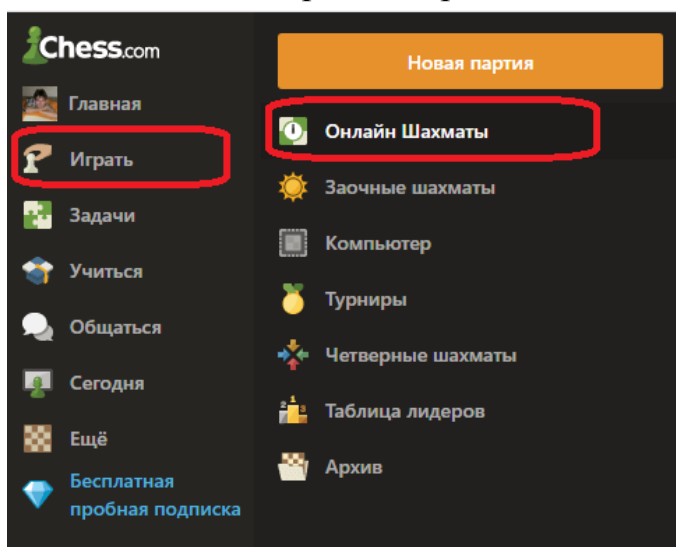 Chess.com
Главная
Играть
Задачи
Учиться
Общаться
Сегодня
Ещё
Бесплатная
пробная подписка
Новая партия
Онлайн Шахматы
Заочные шахматы
Компьютер
Турниры
Четверные шахматы
Таблица лидеров
Архив